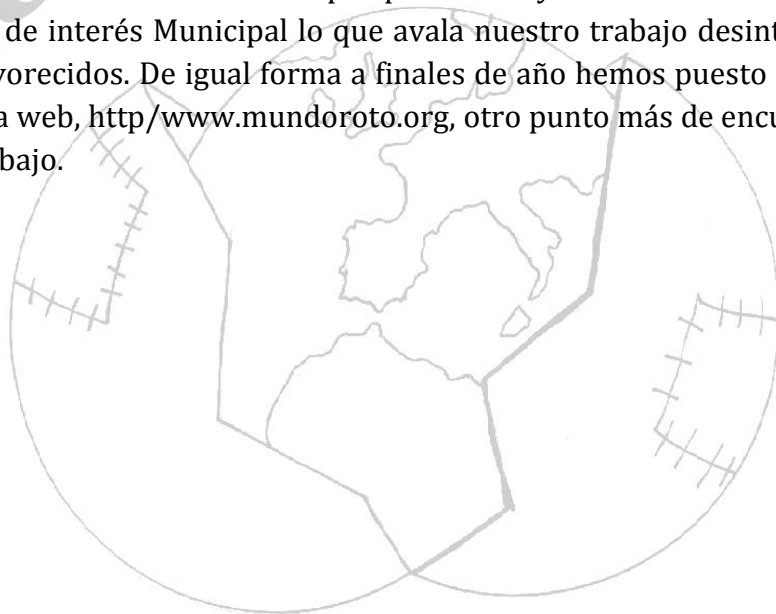 de interés Municipal lo que avala nuestro trabajo desint
vorecidos. De igual forma a finales de año hemos puesto
a web, http/www.mundoroto.org, otro punto más de encu
bajo.